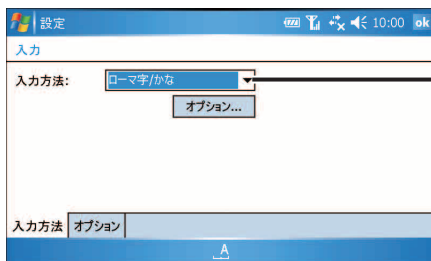 設定 10:00 ok
入力
入力方法: ローマ字/かな
オプション...
入力方法 オプション
A